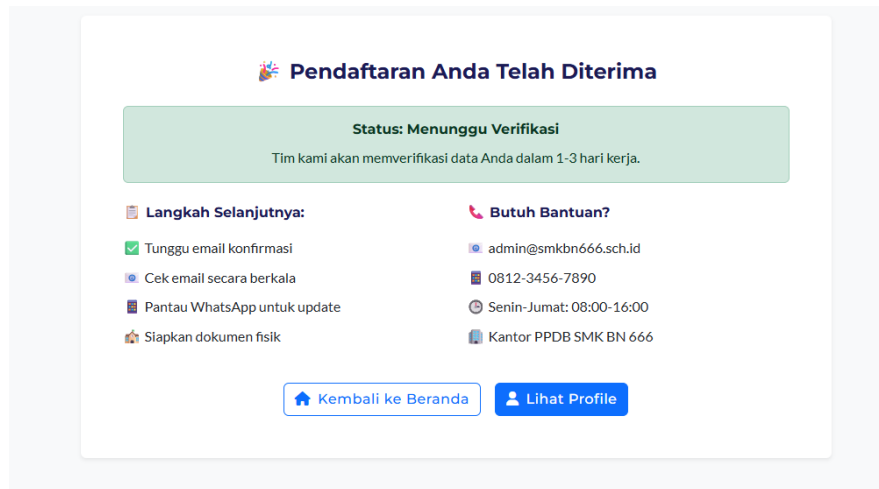 🎉 Pendaftaran Anda Telah Diterima
Status: Menunggu Verifikasi
Tim kami akan memverifikasi data Anda dalam 1-3 hari kerja.
📋 Langkah Selanjutnya:
✅ Tunggu email konfirmasi
📧 Cek email secara berkala
📱 Pantau WhatsApp untuk update
🏫 Siapkan dokumen fisik
📞 Butuh Bantuan?
📧 admin@smkbn666.sch.id
📱 0812-3456-7890
🕒 Senin-Jumat: 08:00-16:00
🏢 Kantor PPDB SMK BN 666
Kembali ke Beranda
Lihat Profile